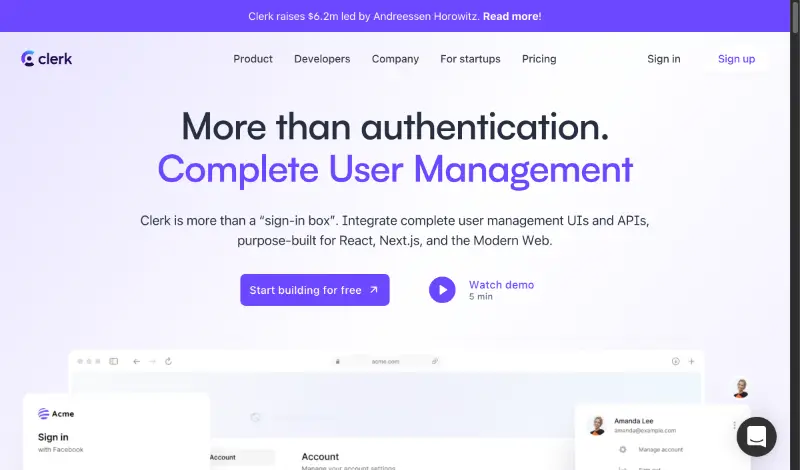 Clerk raises $6.2m led by Andreessen Horowitz. Read more!
clerk
Product Developers Company For startups Pricing
Sign in Sign up
More than authentication.
Complete User Management
Clerk is more than a “sign-in box”. Integrate complete user management UIs and APIs,
purpose-built for React, Next.js, and the Modern Web.
Start building for free
Watch demo
5 min
acme.com
Acme
Sign in
with Facebook
Account
Account
Manage your account settings
Amanda Lee
amanda@example.com
Manage account